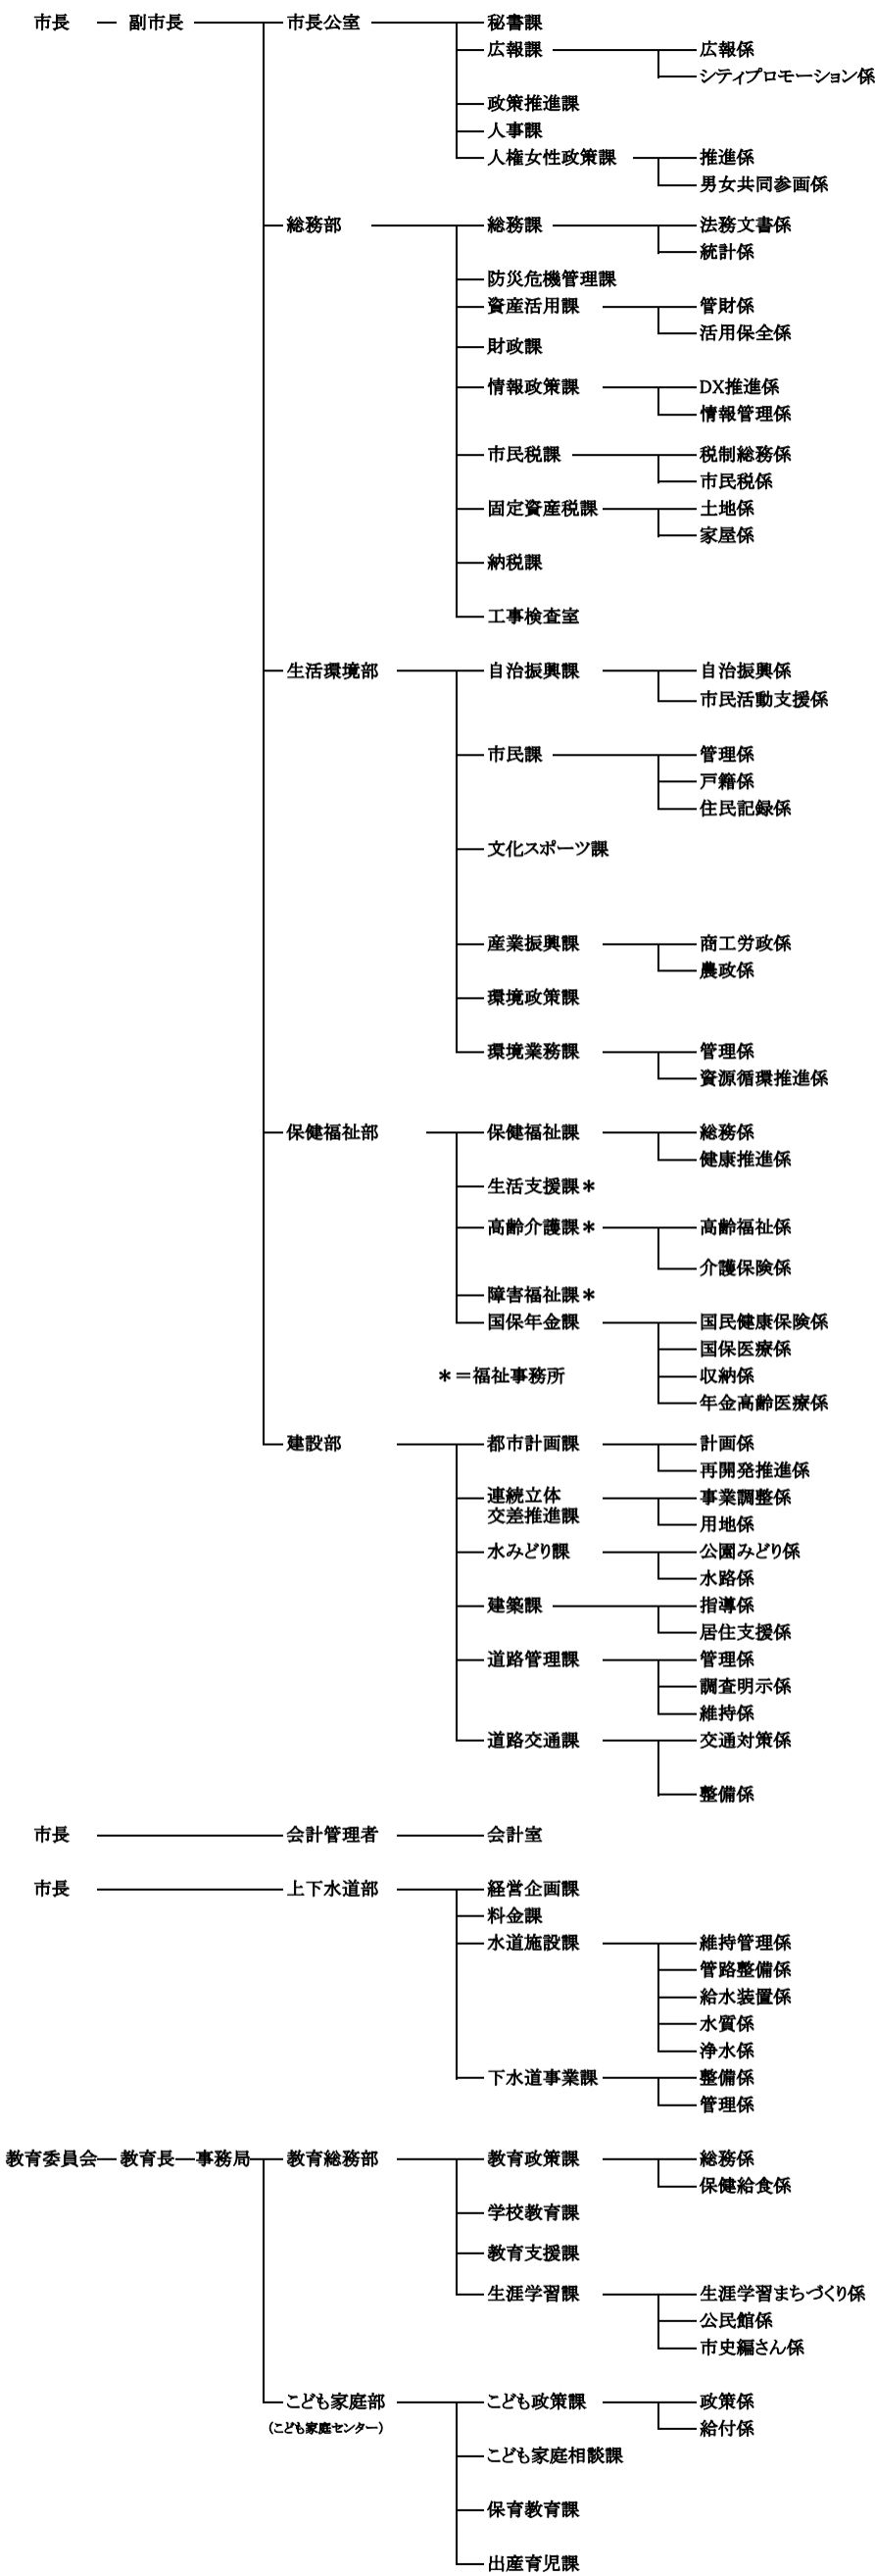 市長 副市長 市長公室 秘書課
広報課 広報係
シティプロモーション係
政策推進課
人事課
人権女性政策課 推進係
男女共同参画係
総務部 総務課 法務文書係
統計係
防災危機管理課
資産活用課 管財係
活用保全係
財政課
情報政策課 DX推進係
情報管理係
市民税課 税制総務係
市民税係
固定資産税課 土地係
家屋係
納税課
工事検査室
生活環境部 自治振興課 自治振興係
市民活動支援係
市民課 管理係
戸籍係
住民記録係
文化スポーツ課
産業振興課 商工労政係
農政係
環境政策課
環境業務課 管理係
資源循環推進係
保健福祉部 保健福祉課 総務係
健康推進係
生活支援課＊
高齢介護課＊ 高齢福祉係
介護保険係
障害福祉課＊
国保年金課 国民健康保険係
国保医療係
＊＝福祉事務所 収納係
年金高齢医療係
建設部 都市計画課 計画係
再開発推進係
連続立体 事業調整係
交差推進課
用地係
水みどり課 公園みどり係
水路係
建築課 指導係
居住支援係
道路管理課 管理係
調査明示係
維持係
道路交通課 交通対策係
整備係
市長 会計管理者 会計室
市長 上下水道部 経営企画課
料金課
水道施設課 維持管理係
管路整備係
給水装置係
水質係
浄水係
下水道事業課 整備係
管理係
教育委員会 教育長 事務局 教育総務部 教育政策課 総務係
保健給食係
学校教育課
教育支援課
生涯学習課 生涯学習まちづくり係
公民館係
市史編さん係
こども家庭部 こども政策課 政策係
（こども家庭センター） 給付係
こども家庭相談課
保育教育課
出産育児課